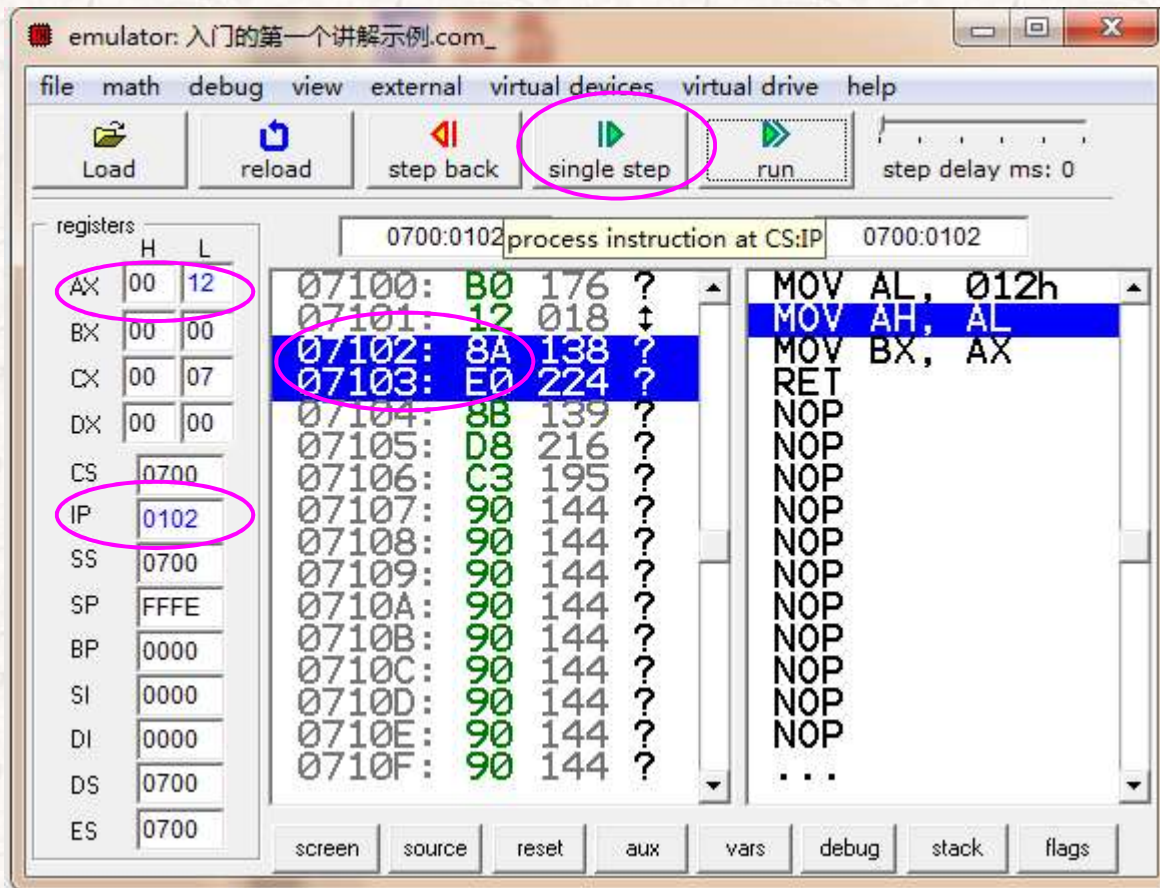 emulator: 入门的第一个讲解示例.com_
file math debug view external virtual devices virtual drive help
Load reload step back single step run step delay ms: 0
registers
H L
0700:0102 process instruction at CS:IP 0700:0102
AX 00 12
BX 00 00
CX 00 07
DX 00 00
CS 0700
IP 0102
SS 0700
SP FFFE
BP 0000
SI 0000
DI 0000
DS 0700
ES 0700
07100: B0 176 ?
07101: 12 018 ↕
07102: 8A 138 ?
07103: E0 224 ?
07104: 8B 139 ?
07105: D8 216 ?
07106: C3 195 ?
07107: 90 144 ?
07108: 90 144 ?
07109: 90 144 ?
0710A: 90 144 ?
0710B: 90 144 ?
0710C: 90 144 ?
0710D: 90 144 ?
0710E: 90 144 ?
0710F: 90 144 ?
MOV AL, 012h
MOV AH, AL
MOV BX, AX
RET
NOP
NOP
NOP
NOP
NOP
NOP
NOP
NOP
NOP
NOP
NOP
...
screen source reset aux vars debug stack flags